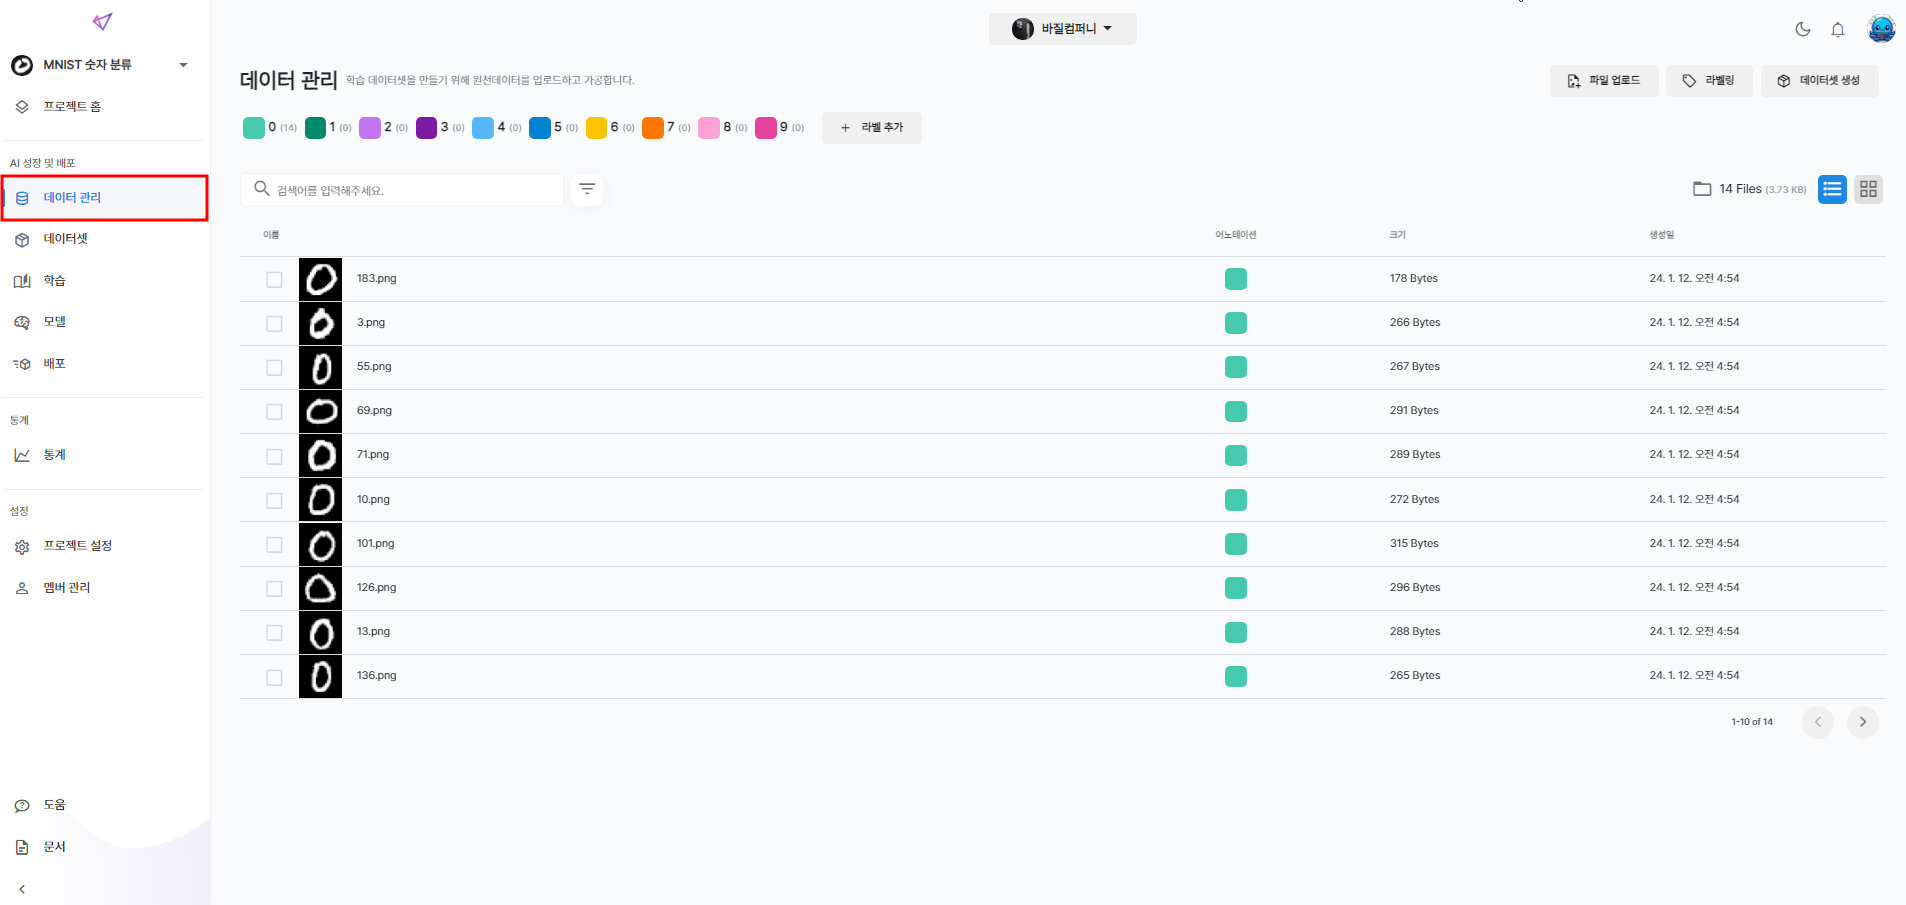 바질컴퍼니
MNIST 숫자 분류
프로젝트 홈
AI 성장 및 배포
데이터 관리
데이터셋
학습
모델
배포
통계
통계
설정
프로젝트 설정
멤버 관리
도움
문서
데이터 관리 학습 데이터셋을 만들기 위해 원천데이터를 업로드하고 가공합니다.
파일 업로드 라벨링 데이터셋 생성
0 (14) 1 (0) 2 (0) 3 (0) 4 (0) 5 (0) 6 (0) 7 (0) 8 (0) 9 (0) + 라벨 추가
검색어를 입력해주세요.
14 Files (3.73 KB)
이름 어노테이션 크기 생성일
183.png 178 Bytes 24. 1. 12. 오전 4:54
3.png 266 Bytes 24. 1. 12. 오전 4:54
55.png 267 Bytes 24. 1. 12. 오전 4:54
69.png 291 Bytes 24. 1. 12. 오전 4:54
71.png 289 Bytes 24. 1. 12. 오전 4:54
10.png 272 Bytes 24. 1. 12. 오전 4:54
101.png 315 Bytes 24. 1. 12. 오전 4:54
126.png 296 Bytes 24. 1. 12. 오전 4:54
13.png 288 Bytes 24. 1. 12. 오전 4:54
136.png 265 Bytes 24. 1. 12. 오전 4:54
1-10 of 14